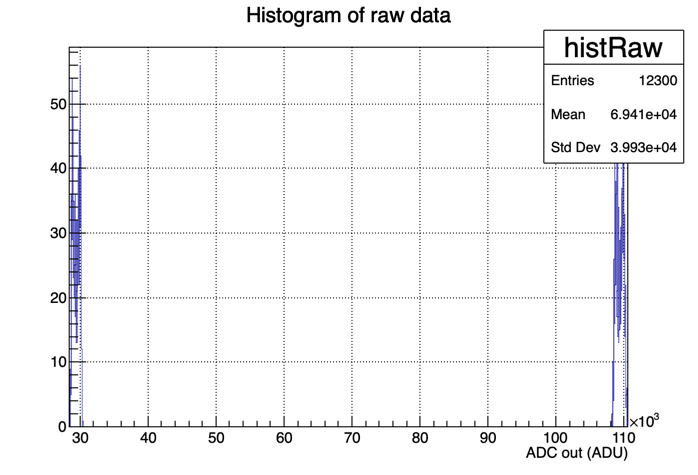 Histogram of raw data
histRaw
Entries 12300
Mean 6.941e+04
Std Dev 3.993e+04
50
40
30
20
10
0
30 40 50 60 70 80 90 100 110 ×10³
ADC out (ADU)